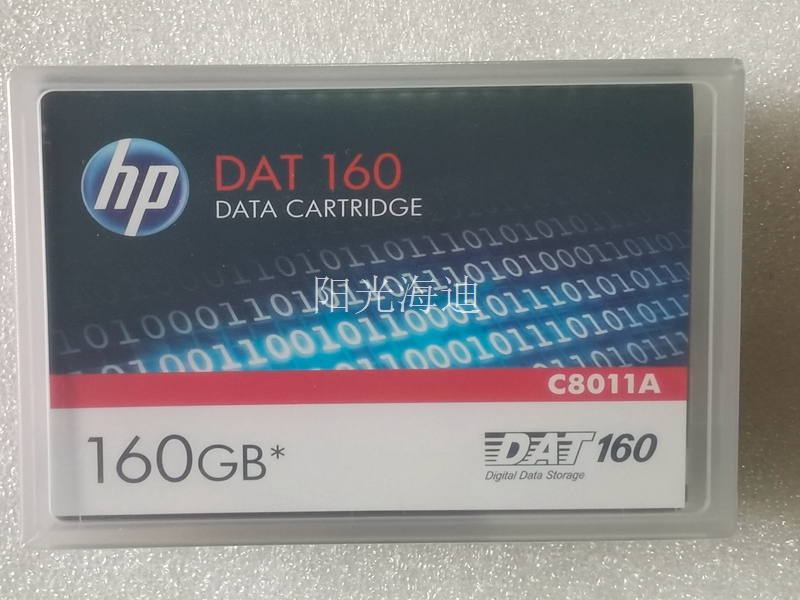 hp
DAT 160
DATA CARTRIDGE
阳光海迪
C8011A
160GB*
DAT 160
Digital Data Storage